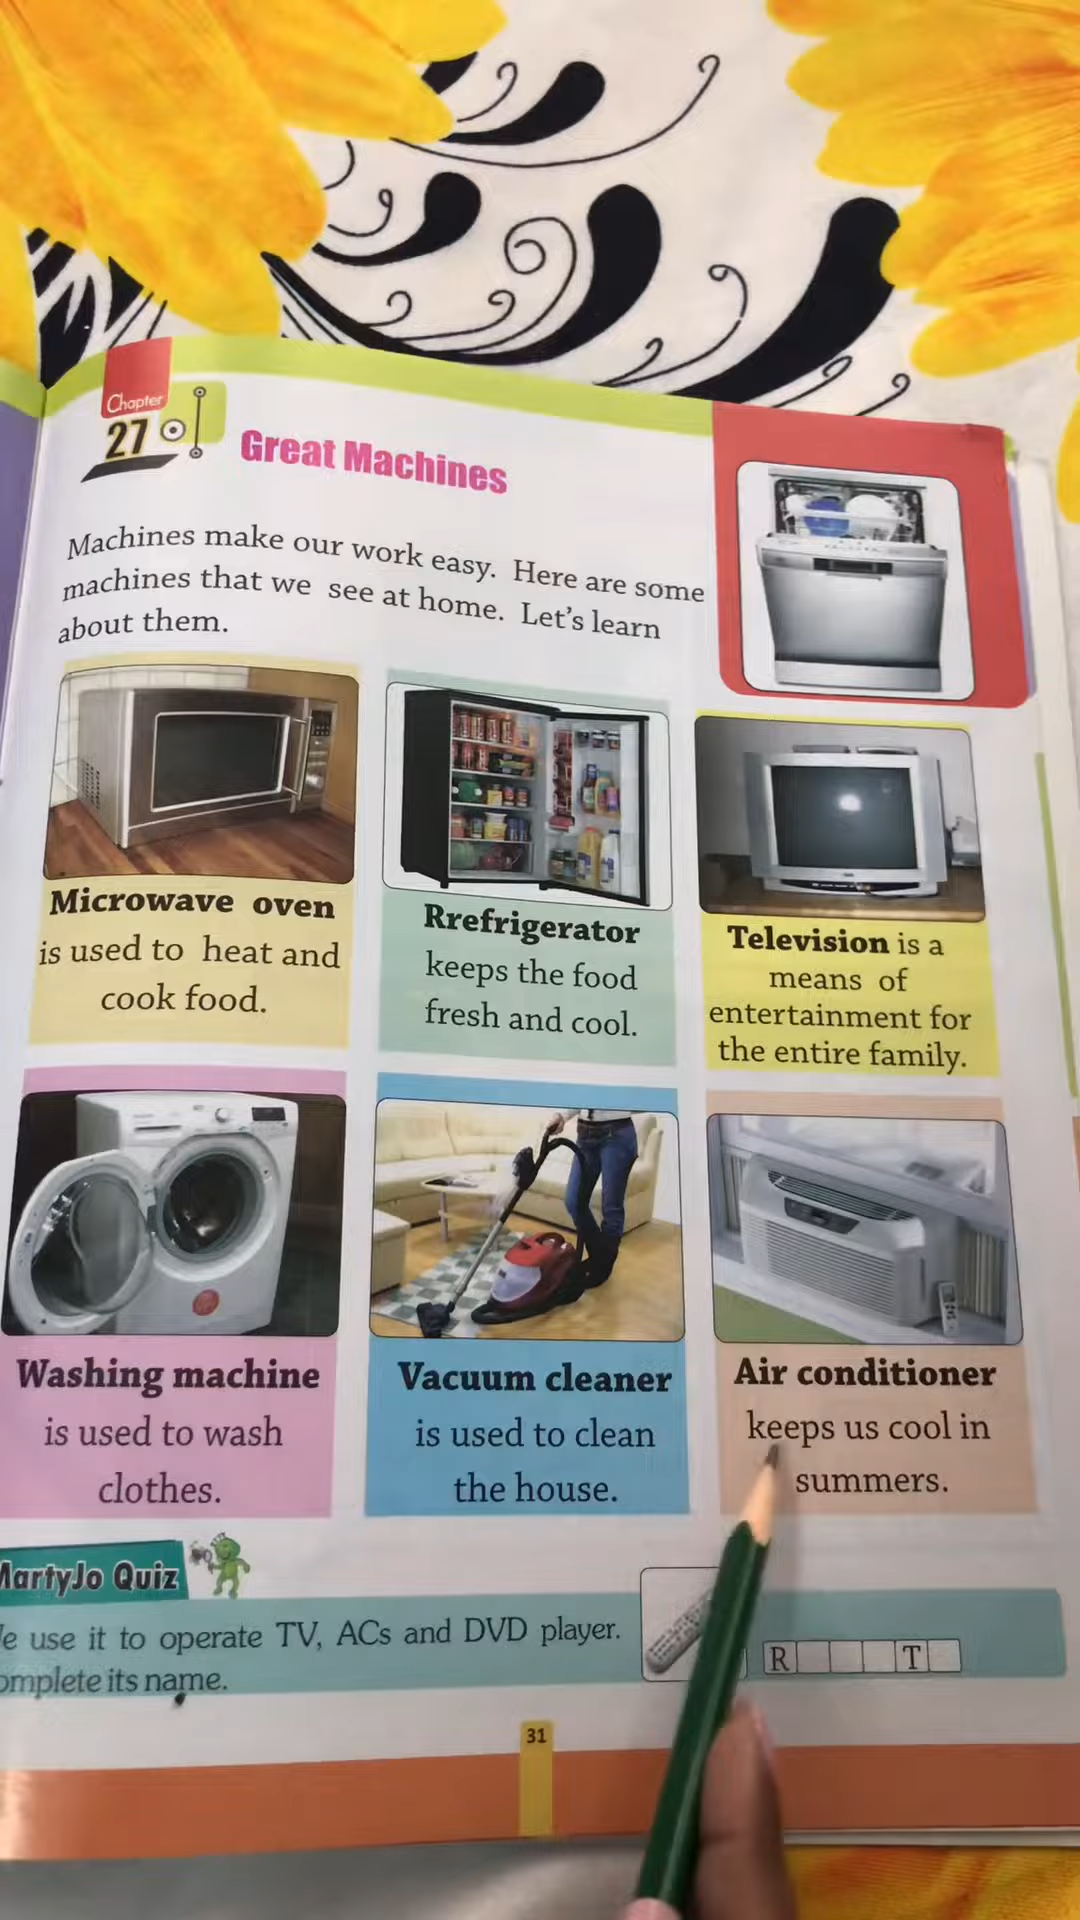 Chapter
27
Great Machines
Machines make our work easy. Here are some
machines that we see at home. Let's learn
about them.
Microwave oven
is used to heat and
cook food.
Rrefrigerator
keeps the food
fresh and cool.
Television is a
means of
entertainment for
the entire family.
Washing machine
is used to wash
clothes.
Vacuum cleaner
is used to clean
the house.
Air conditioner
keeps us cool in
summers.
MartyJo Quiz
e use it to operate TV, ACs and DVD player.
omplete its name.
R T
31